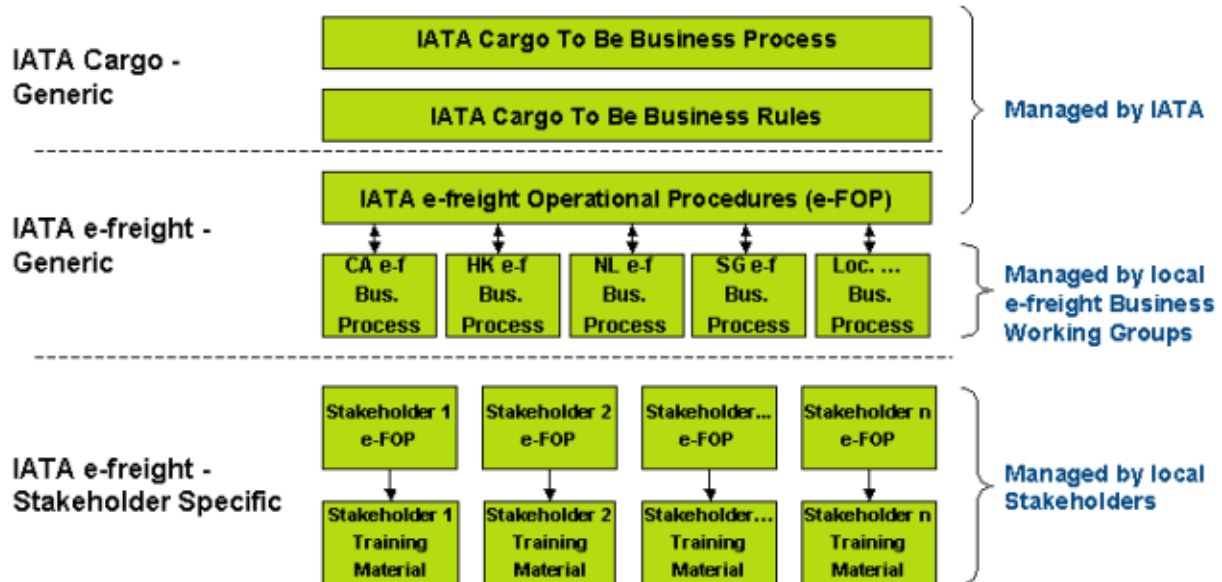 IATA Cargo -
Generic
IATA Cargo To Be Business Process
IATA Cargo To Be Business Rules
Managed by IATA
IATA e-freight -
Generic
IATA e-freight Operational Procedures (e-FOP)
CA e-f
Bus.
Process
HK e-f
Bus.
Process
NL e-f
Bus.
Process
SG e-f
Bus.
Process
Loc. ...
Bus.
Process
Managed by local
e-freight Business
Working Groups
IATA e-freight -
Stakeholder Specific
Stakeholder 1
e-FOP
Stakeholder 2
e-FOP
Stakeholder...
e-FOP
Stakeholder n
e-FOP
Stakeholder 1
Training
Material
Stakeholder 2
Training
Material
Stakeholder...
Training
Material
Stakeholder n
Training
Material
Managed by local
Stakeholders